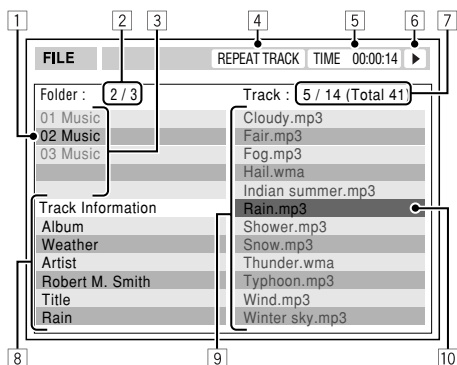 1 2 3 4 5 6 7
FILE REPEAT TRACK TIME 00:00:14
Folder : 2 / 3
01 Music
02 Music
03 Music
Track Information
Album
Weather
Artist
Robert M. Smith
Title
Rain
Track : 5 / 14 (Total 41)
Cloudy.mp3
Fair.mp3
Fog.mp3
Hail.wma
Indian summer.mp3
Rain.mp3
Shower.mp3
Snow.mp3
Thunder.wma
Typhoon.mp3
Wind.mp3
Winter sky.mp3
8 9 10